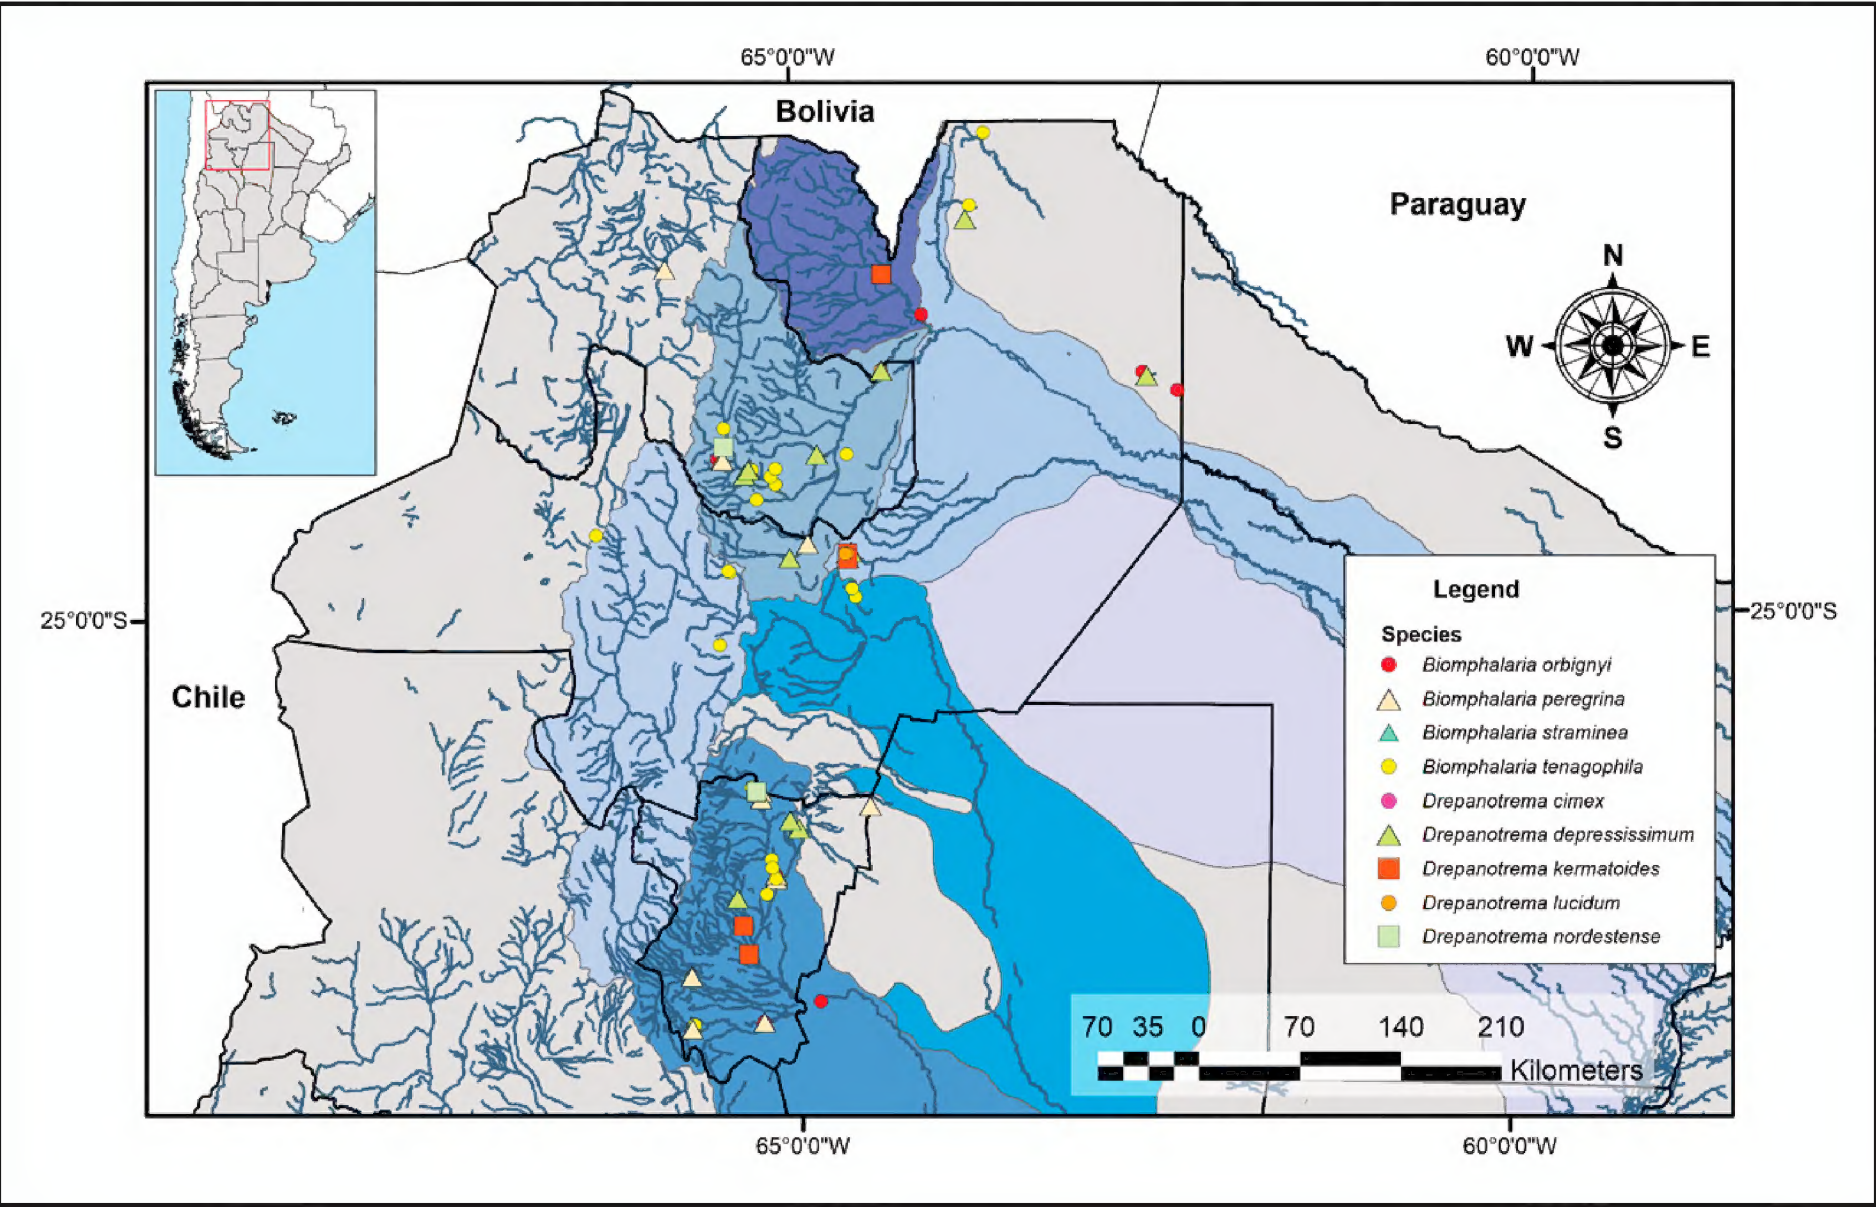 65°0'0"W
60°0'0"W
Bolivia
Paraguay
N
W
E
S
25°0'0"S
25°0'0"S
Chile
Legend
Species
Biomphalaria orbignyi
Biomphalaria peregrina
Biomphalaria straminea
Biomphalaria tenagophila
Drepanotrema cimex
Drepanotrema depressissimum
Drepanotrema kermatoides
Drepanotrema lucidum
Drepanotrema nordestense
70 35 0 70 140 210
Kilometers
65°0'0"W
60°0'0"W